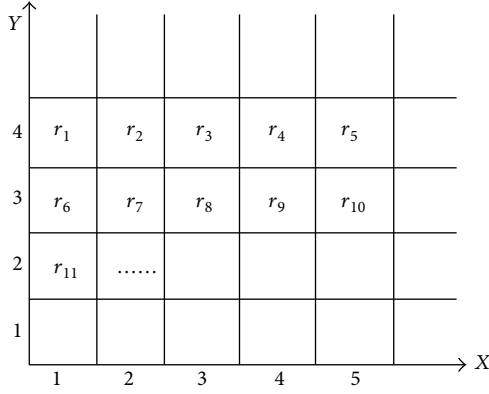 Y
4 r₁ r₂ r₃ r₄ r₅
3 r₆ r₇ r₈ r₉ r₁₀
2 r₁₁ ......
1
1 2 3 4 5 X